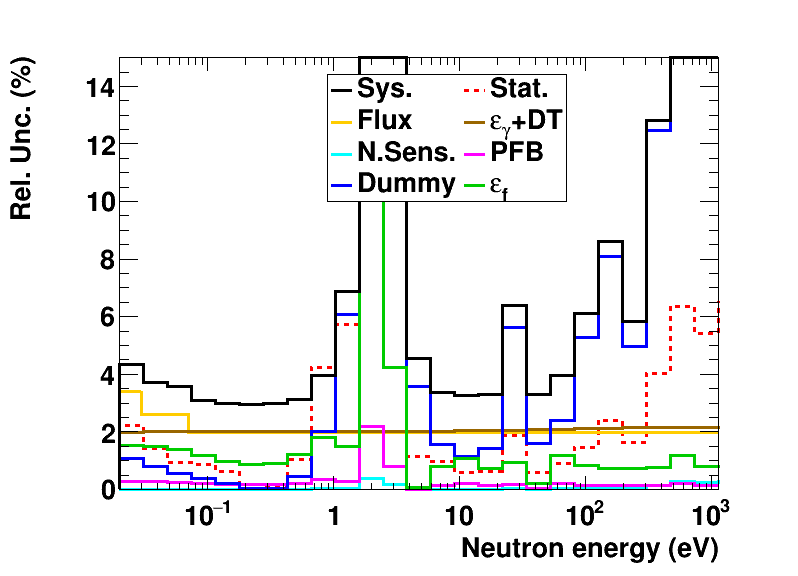 Rel. Unc. (%)
14
12
10
8
6
4
2
0
Sys. Stat.
Flux εγ+DT
N.Sens. PFB
Dummy εf
10⁻¹ 1 10 10² 10³
Neutron energy (eV)